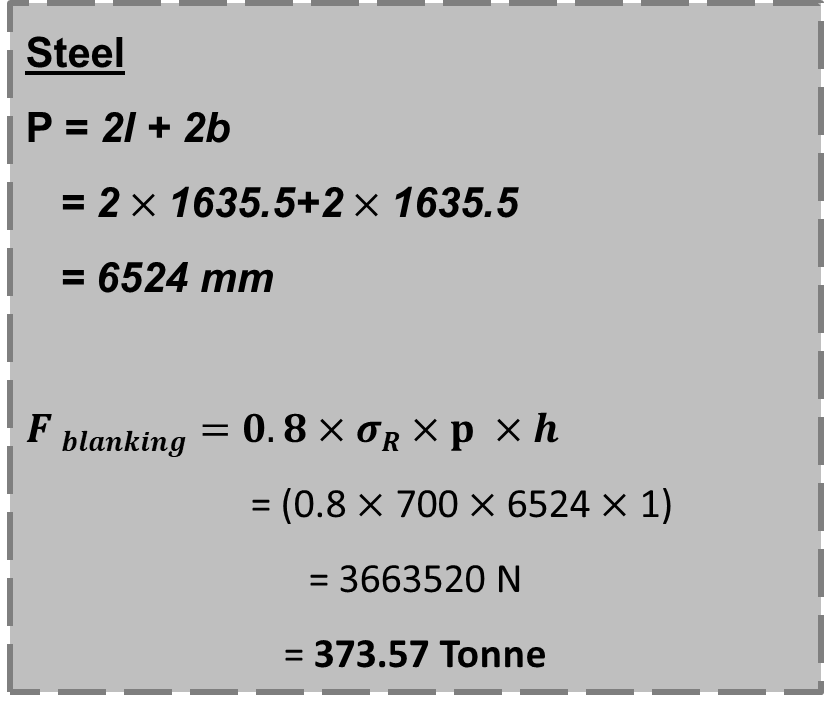 Steel
P = 2l + 2b
= 2 × 1635.5+2 × 1635.5
= 6524 mm
F blanking = 0.8 × σR × p × h
= (0.8 × 700 × 6524 × 1)
= 3663520 N
= 373.57 Tonne